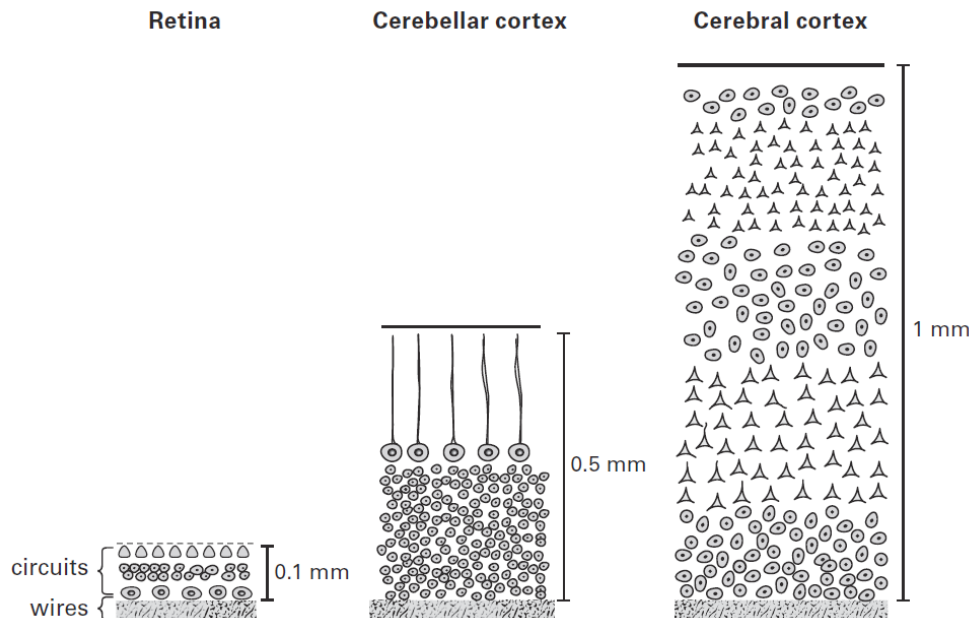 Retina
Cerebellar cortex
Cerebral cortex
1 mm
0.5 mm
circuits
0.1 mm
wires